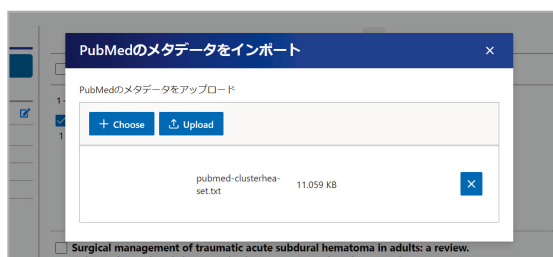 PubMedのメタデータをインポート ×
PubMedのメタデータをアップロード
+ Choose Upload
pubmed-clusterhea-
set.txt
11.059 KB
×
1
Surgical management of traumatic acute subdural hematoma in adults: a review.